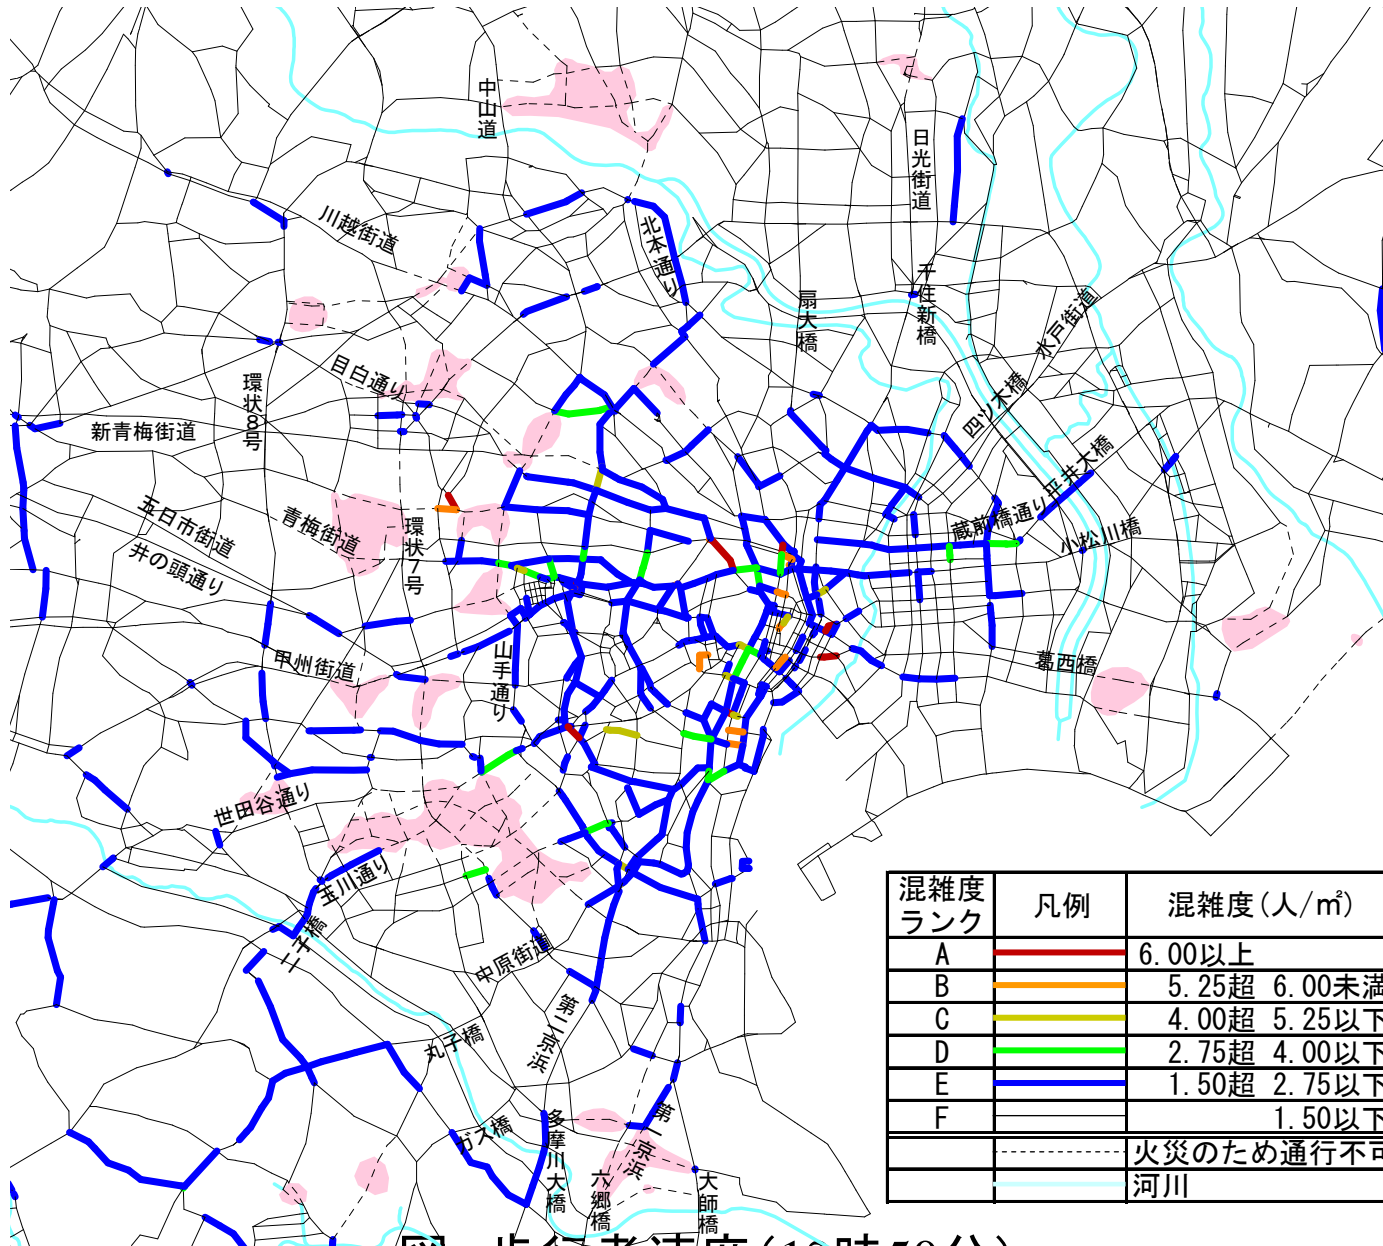 中山道
日光街道
川越街道
北本通り
千住新橋
扇大橋
水戸街道
目白通り
環状8号
四ツ木橋
新青梅街道
平井大橋
五日市街道
青梅街道
環状7号
蔵前橋通り
小松川橋
井の頭通り
甲州街道
山手通り
葛西橋
世田谷通り
玉川通り
二子橋
中原街道
第二京浜
丸子橋
ガス橋
多摩川大橋
第一京浜
六郷橋
大師橋
混雑度ランク 凡例 混雑度(人/㎡)
A 6.00以上
B 5.25超 6.00未満
C 4.00超 5.25以下
D 2.75超 4.00以下
E 1.50超 2.75以下
F 1.50以下
火災のため通行不可
河川